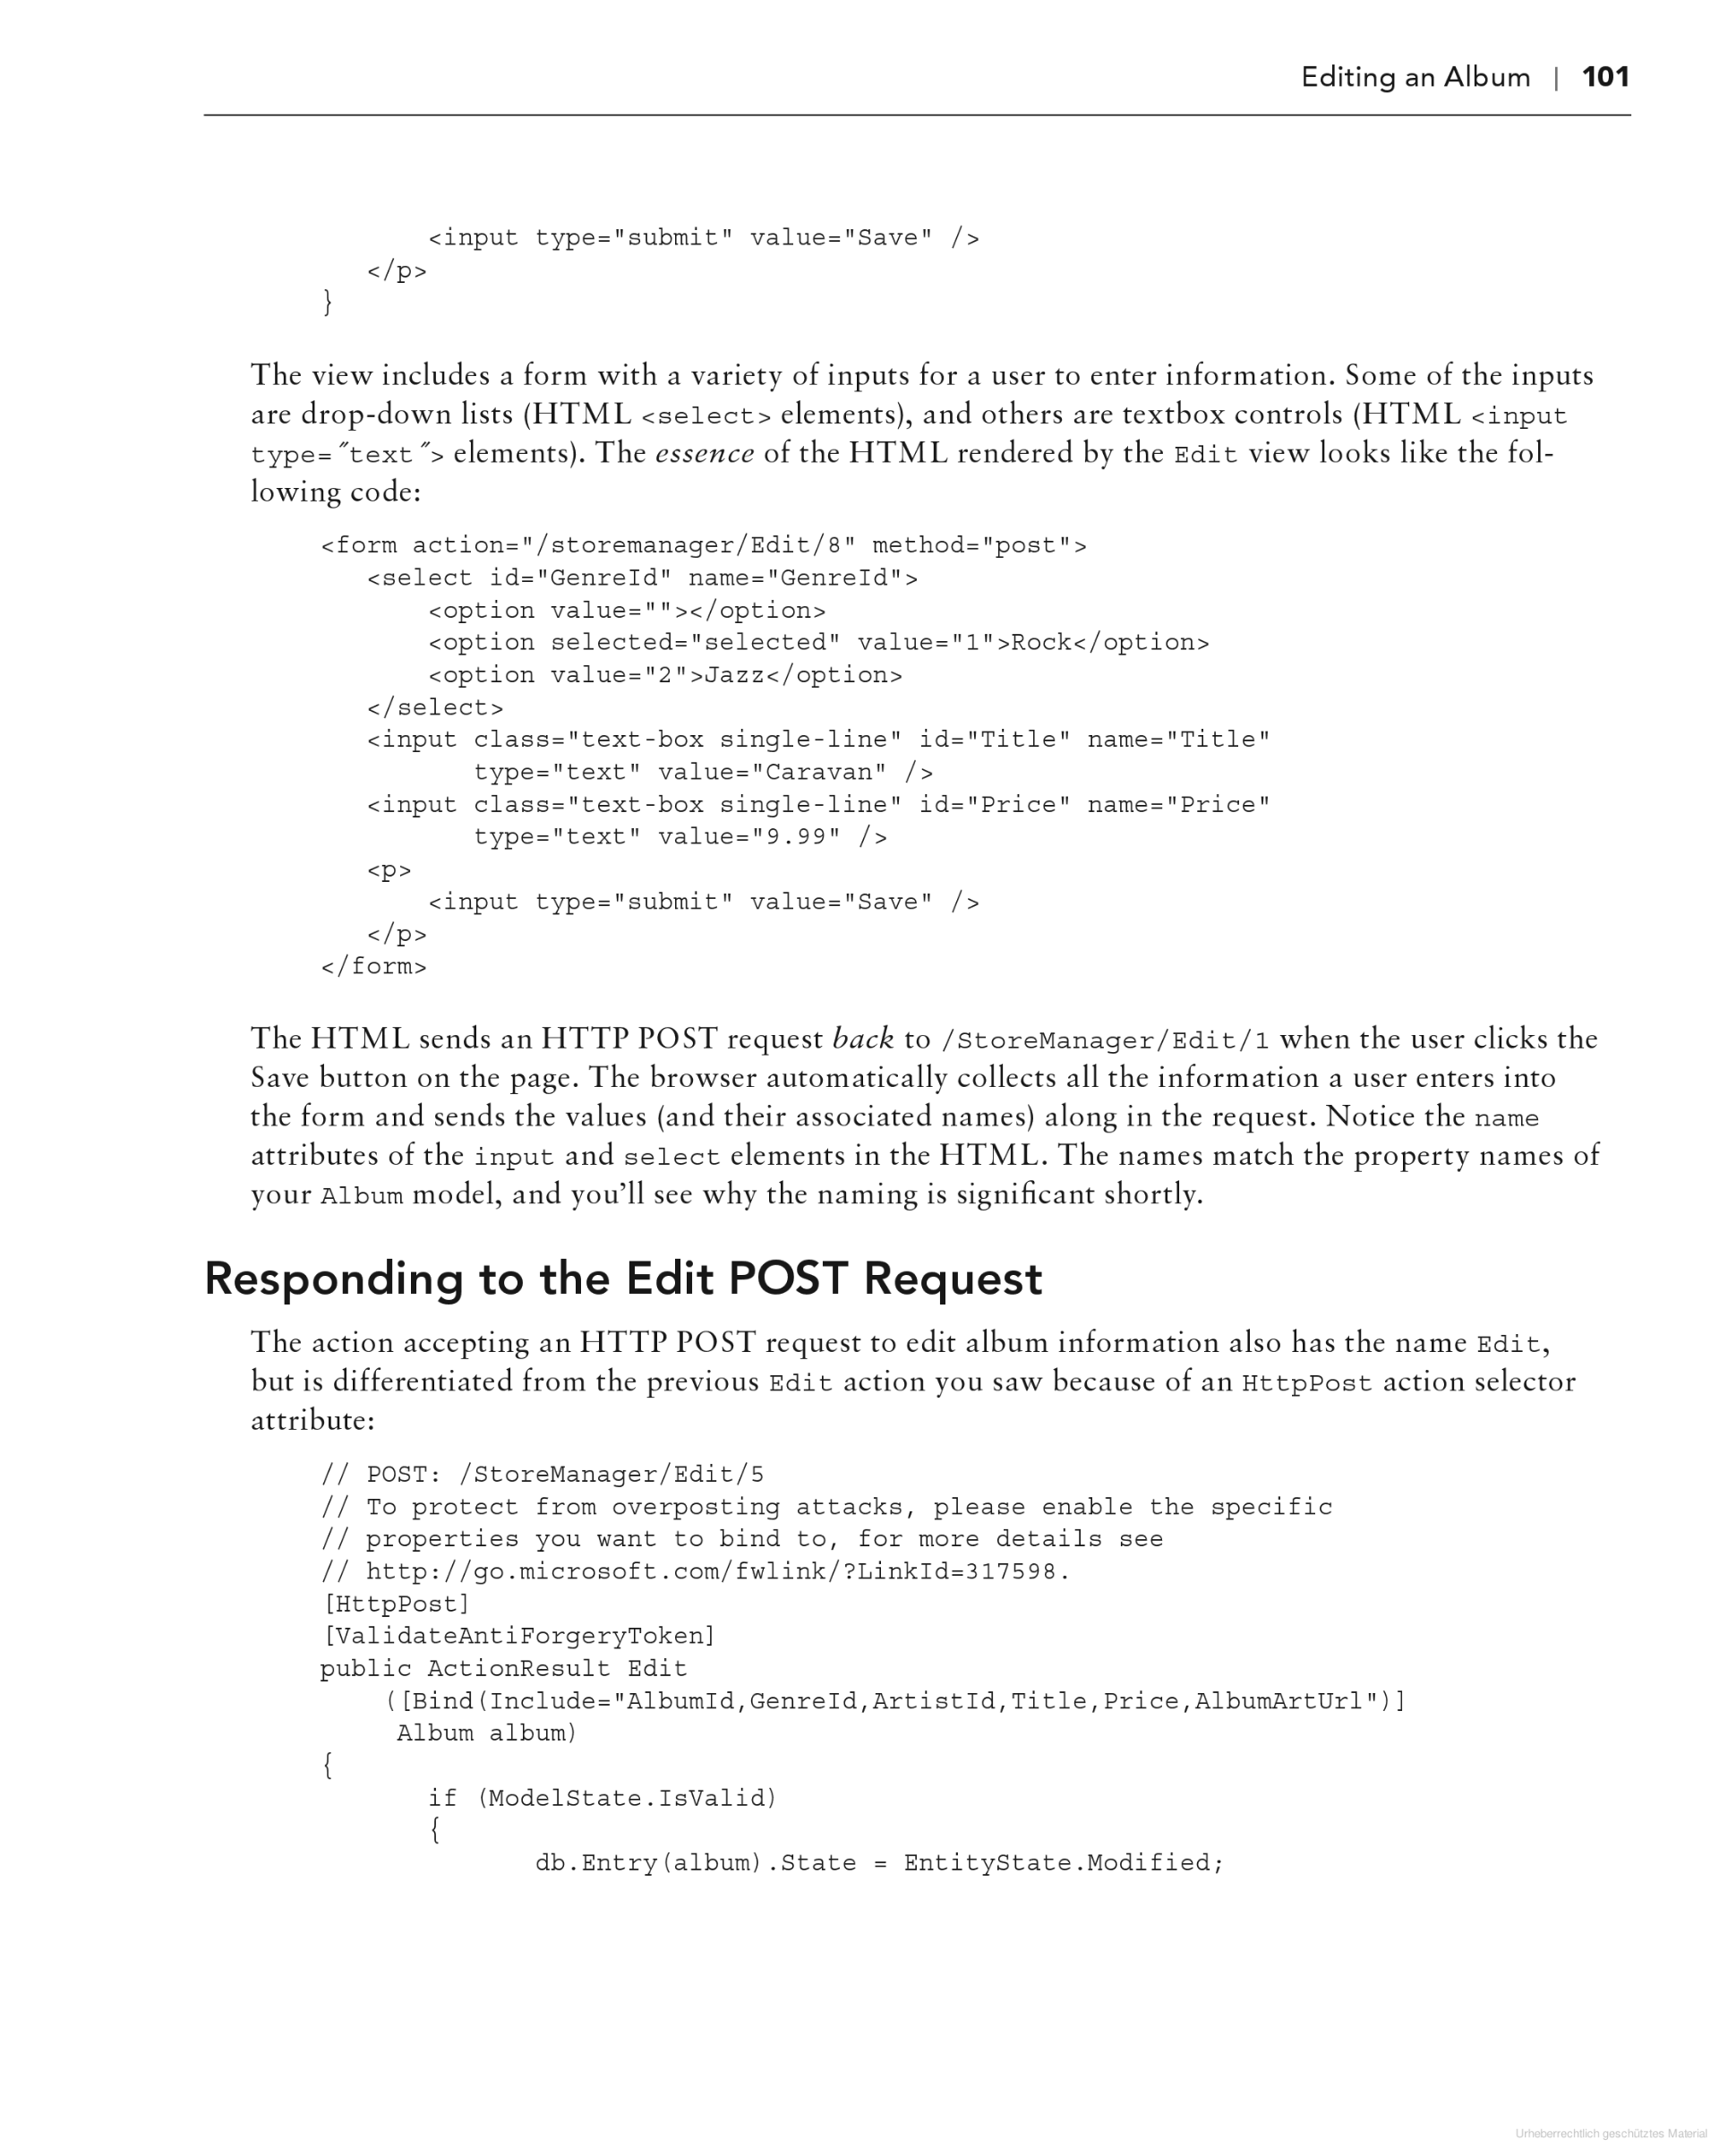 Editing an Album | 101
<input type="submit" value="Save" />
</p>
}
The view includes a form with a variety of inputs for a user to enter information. Some of the inputs
are drop-down lists (HTML <select> elements), and others are textbox controls (HTML <input
type="text"> elements). The essence of the HTML rendered by the Edit view looks like the fol-
lowing code:
<form action="/storemanager/Edit/8" method="post">
<select id="GenreId" name="GenreId">
<option value=""></option>
<option selected="selected" value="1">Rock</option>
<option value="2">Jazz</option>
</select>
<input class="text-box single-line" id="Title" name="Title"
type="text" value="Caravan" />
<input class="text-box single-line" id="Price" name="Price"
type="text" value="9.99" />
<p>
<input type="submit" value="Save" />
</p>
</form>
The HTML sends an HTTP POST request back to /StoreManager/Edit/1 when the user clicks the
Save button on the page. The browser automatically collects all the information a user enters into
the form and sends the values (and their associated names) along in the request. Notice the name
attributes of the input and select elements in the HTML. The names match the property names of
your Album model, and you’ll see why the naming is significant shortly.
Responding to the Edit POST Request
The action accepting an HTTP POST request to edit album information also has the name Edit,
but is differentiated from the previous Edit action you saw because of an HttpPost action selector
attribute:
// POST: /StoreManager/Edit/5
// To protect from overposting attacks, please enable the specific
// properties you want to bind to, for more details see
// http://go.microsoft.com/fwlink/?LinkId=317598.
[HttpPost]
[ValidateAntiForgeryToken]
public ActionResult Edit
([Bind(Include="AlbumId,GenreId,ArtistId,Title,Price,AlbumArtUrl")]
Album album)
{
if (ModelState.IsValid)
{
db.Entry(album).State = EntityState.Modified;
Urheberrechtlich geschütztes Material